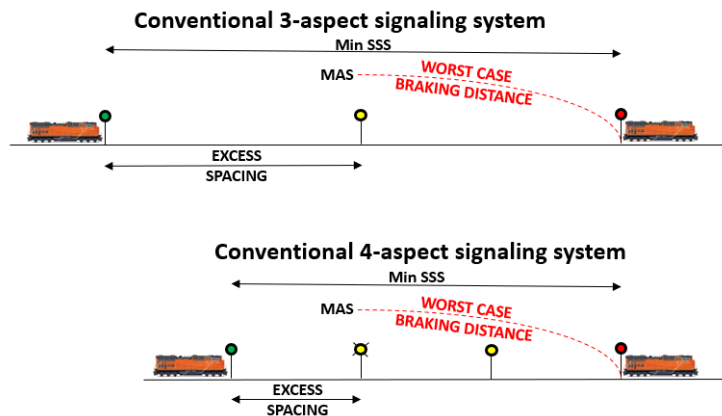 Conventional 3-aspect signaling system
Min SSS
MAS
WORST CASE
BRAKING DISTANCE
EXCESS
SPACING
Conventional 4-aspect signaling system
Min SSS
MAS
WORST CASE
BRAKING DISTANCE
EXCESS
SPACING